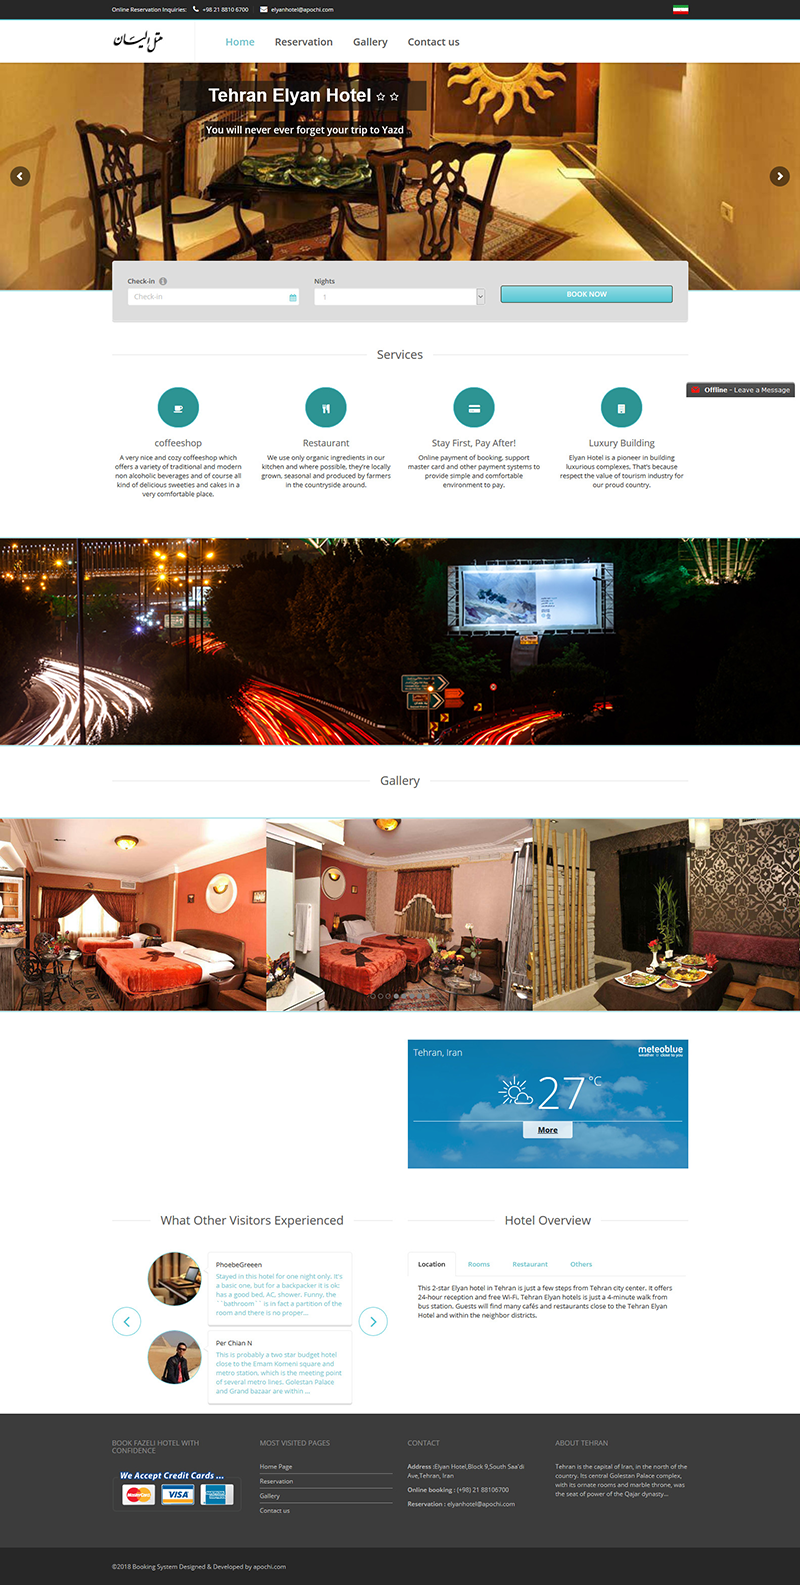 Online Reservation Inquiries: +98 21 8810 6700 elyanhotel@apochi.com
هتل الیان
Home Reservation Gallery Contact us
Tehran Elyan Hotel
You will never ever forget your trip to Yazd
Check-in Nights
Check-in 1 BOOK NOW
Services
Offline - Leave a Message
coffeeshop
A very nice and cozy coffeeshop which
offers a variety of traditional and modern
non alcoholic beverages and of course all
kind of delicious sweeties and cakes in a
very comfortable place.
Restaurant
We use only organic ingredients in our
kitchen and where possible, they're locally
grown, seasonal and produced by farmers
in the countryside around.
Stay First, Pay After!
Online payment of booking, support
master card and other payment systems to
provide simple and comfortable
environment to pay.
Luxury Building
Elyan Hotel is a pioneer in building
luxurious complexes, That's because
respect the value of tourism industry for
our proud country.
Gallery
Tehran, Iran
meteoblue
weather close to you
27 °C
More
What Other Visitors Experienced
PhoebeGreeen
Stayed in this hotel for one night only. It's
a basic one, but for a backpacker it is ok:
has a good bed, AC, shower. Funny, the
``bathroom`` is in fact a partition of the
room and there is no proper...
Per Chian N
This is probably a two star budget hotel
close to the Emam Komeni square and
metro station, which is the meeting point
of several metro lines. Golestan Palace
and Grand bazaar are within ...
Hotel Overview
Location Rooms Restaurant Others
This 2-star Elyan hotel in Tehran is just a few steps from Tehran city center. It offers
24-hour reception and free Wi-Fi. Tehran Elyan hotels is just a 4-minute walk from
bus station. Guests will find many cafés and restaurants close to the Tehran Elyan
Hotel and within the neighbor districts.
BOOK FAZELI HOTEL WITH
CONFIDENCE
We Accept Credit Cards ...
MasterCard VISA
MOST VISITED PAGES
Home Page
Reservation
Gallery
Contact us
CONTACT
Address :Elyan Hotel,Block 9,South Saa'di
Ave,Tehran, Iran
Online booking : (+98) 21 88106700
Reservation : elyanhotel@apochi.com
ABOUT TEHRAN
Tehran is the capital of Iran, in the north of the
country. Its central Golestan Palace complex,
with its ornate rooms and marble throne, was
the seat of power of the Qajar dynasty...
©2018 Booking System Designed & Developed by apochi.com